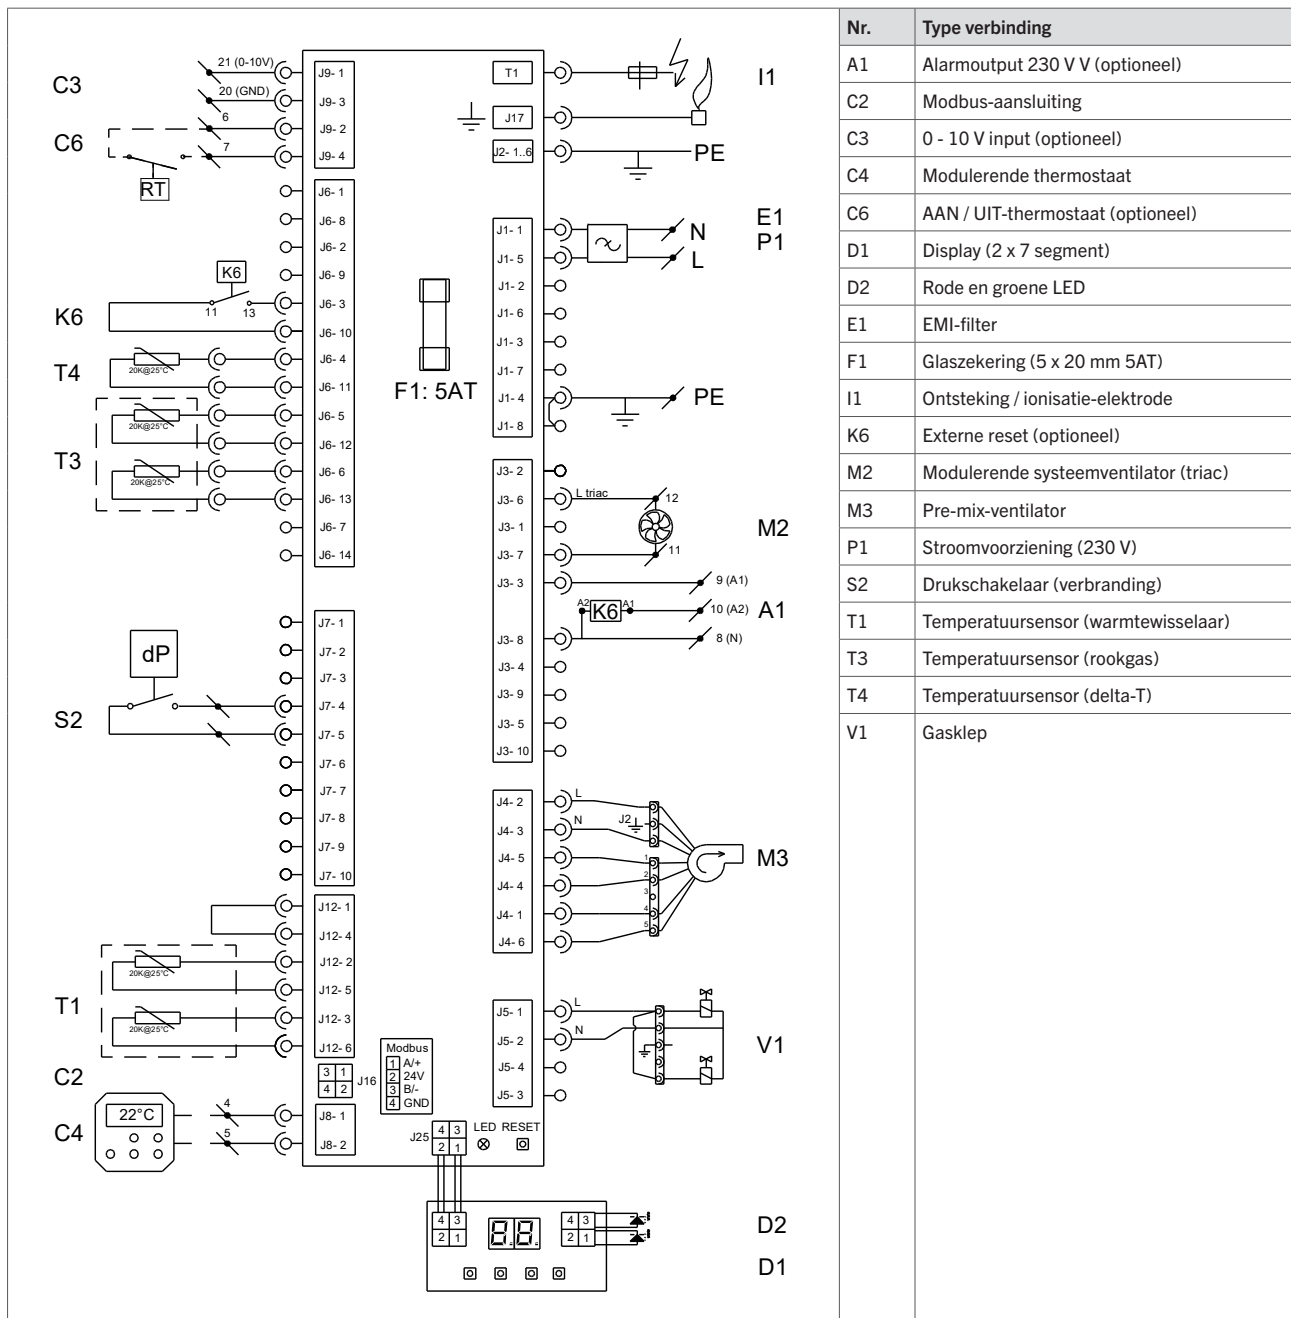 C3
21 (0-10V)
J9- 1
20 (GND)
J9- 3
6
J9- 2
C6
7
J9- 4
RT
J6- 1
J6- 8
J6- 2
J6- 9
K6
K6
11
13
J6- 3
J6- 10
T4
20K@25°C
J6- 4
J6- 11
T3
20K@25°C
J6- 5
J6- 12
20K@25°C
J6- 6
J6- 13
J6- 7
J6- 14
J7- 1
J7- 2
J7- 3
dP
S2
J7- 4
J7- 5
J7- 6
J7- 7
J7- 8
J7- 9
J7- 10
J12- 1
J12- 4
T1
20K@25°C
J12- 2
J12- 5
20K@25°C
J12- 3
J12- 6
C2
3 1
4 2
J16
Modbus
1 A/+
2 24V
3 B/-
4 GND
C4
22°C
4
J8- 1
5
J8- 2
J25
4 3
2 1
LED RESET
F1: 5AT
T1
I1
J17
J2- 1..6
PE
E1
P1
J1- 1
N
J1- 5
L
J1- 2
J1- 6
J1- 3
J1- 7
J1- 4
PE
J1- 8
J3- 2
J3- 6
L triac
12
J3- 1
M2
J3- 7
11
J3- 3
9 (A1)
A2 K6 A1
10 (A2)
A1
J3- 8
8 (N)
J3- 4
J3- 9
J3- 5
J3- 10
J4- 2
L
J4- 3
N
J2
J4- 5
1
M3
J4- 4
2
3
J4- 1
4
J4- 6
5
J5- 1
L
J5- 2
N
V1
J5- 4
J5- 3
4 3
2 1
8.8.
4 3
2 1
D2
D1
Nr. Type verbinding
A1 Alarmoutput 230 V V (optioneel)
C2 Modbus-aansluiting
C3 0 - 10 V input (optioneel)
C4 Modulerende thermostaat
C6 AAN / UIT-thermostaat (optioneel)
D1 Display (2 x 7 segment)
D2 Rode en groene LED
E1 EMI-filter
F1 Glaszekering (5 x 20 mm 5AT)
I1 Ontsteking / ionisatie-elektrode
K6 Externe reset (optioneel)
M2 Modulerende systeemventilator (triac)
M3 Pre-mix-ventilator
P1 Stroomvoorziening (230 V)
S2 Drukschakelaar (verbranding)
T1 Temperatuursensor (warmtewisselaar)
T3 Temperatuursensor (rookgas)
T4 Temperatuursensor (delta-T)
V1 Gasklep